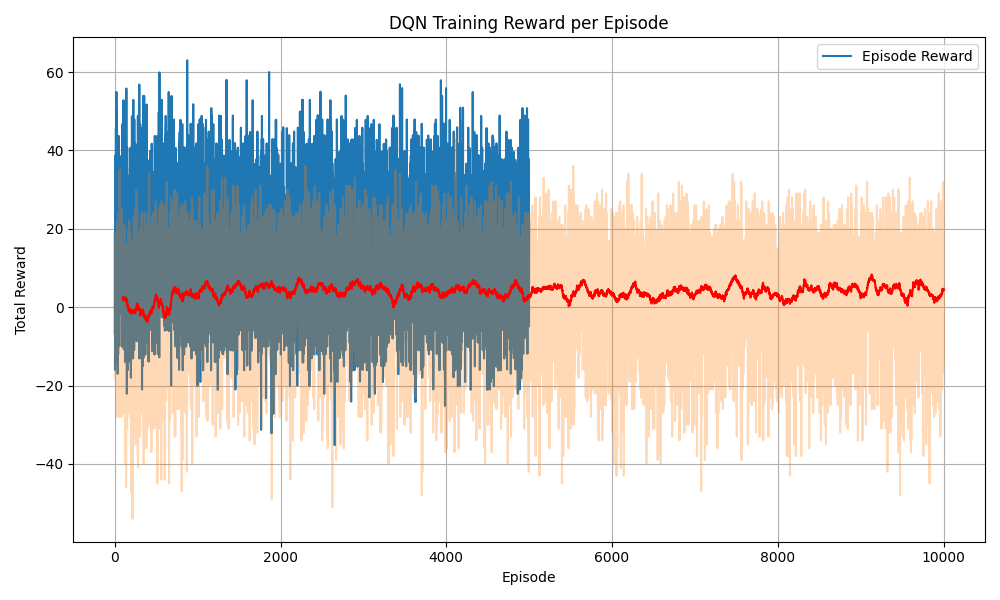 DQN Training Reward per Episode
Episode Reward
Total Reward
60
40
20
0
−20
−40
0 2000 4000 6000 8000 10000
Episode